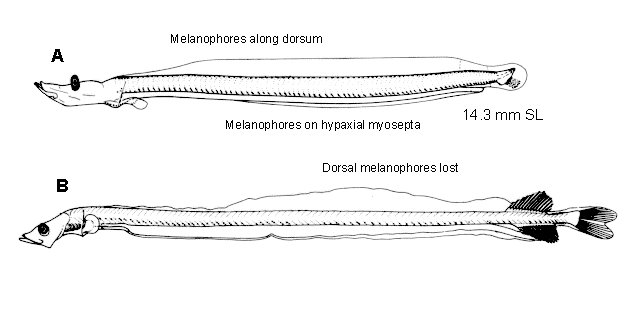 Melanophores along dorsum
A
14.3 mm SL
Melanophores on hypaxial myosepta
Dorsal melanophores lost
B